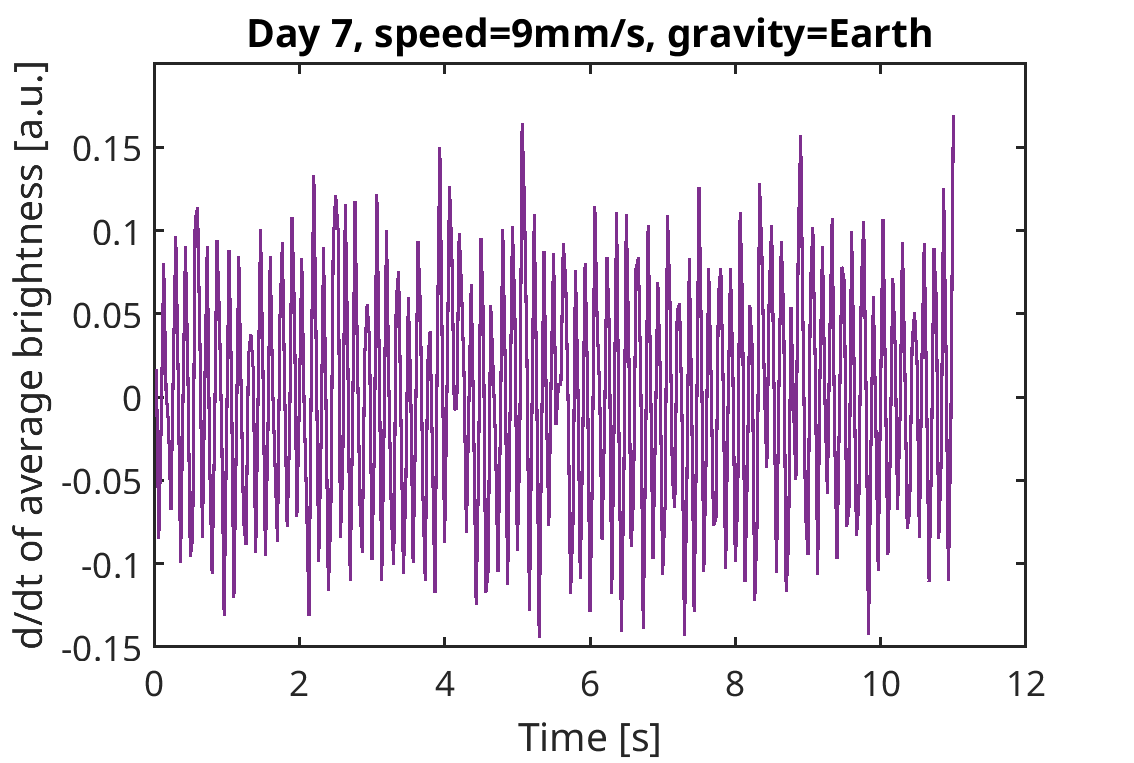 Day 7, speed=9mm/s, gravity=Earth
d/dt of average brightness [a.u.]
0.15
0.1
0.05
0
-0.05
-0.1
-0.15
0 2 4 6 8 10 12
Time [s]